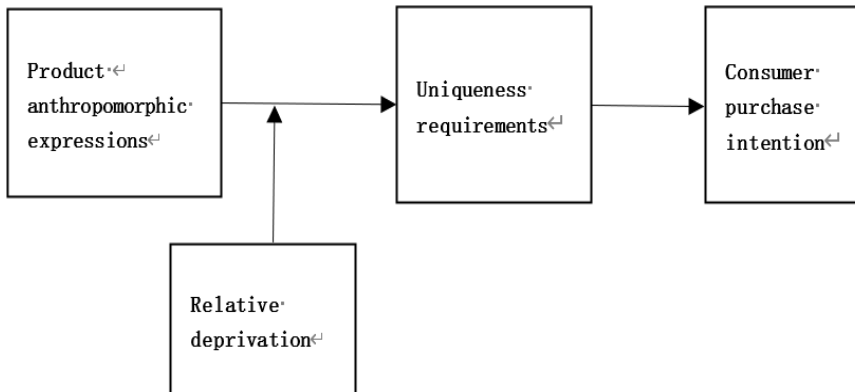 Product
anthropomorphic
expressions
Uniqueness
requirements
Consumer
purchase
intention
Relative
deprivation